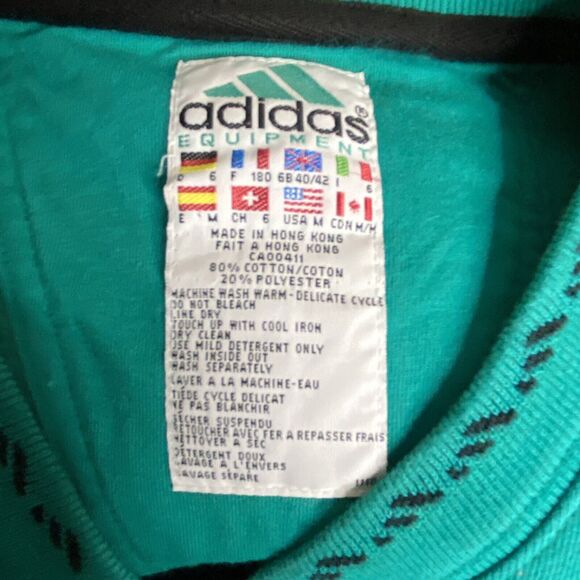 adidas®
EQUIPMENT
D 6 F 180 GB 40/42 I 6
E M CH 6 USA M CDN M/H
MADE IN HONG KONG
FAIT A HONG KONG
CA00411
80% COTTON/COTON
20% POLYESTER
MACHINE WASH WARM-DELICATE CYCLE
DO NOT BLEACH
LINE DRY
TOUCH UP WITH COOL IRON
DRY CLEAN
USE MILD DETERGENT ONLY
WASH INSIDE OUT
WASH SEPARATELY
LAVER A LA MACHINE-EAU
TIEDE CYCLE DELICAT
NE PAS BLANCHIR
SECHER SUSPENDU
RETOUCHER AVEC FER A REPASSER FRAIS
NETTOYER A SEC
DETERGENT DOUX
LAVAGE A L'ENVERS
LAVAGE SEPARE